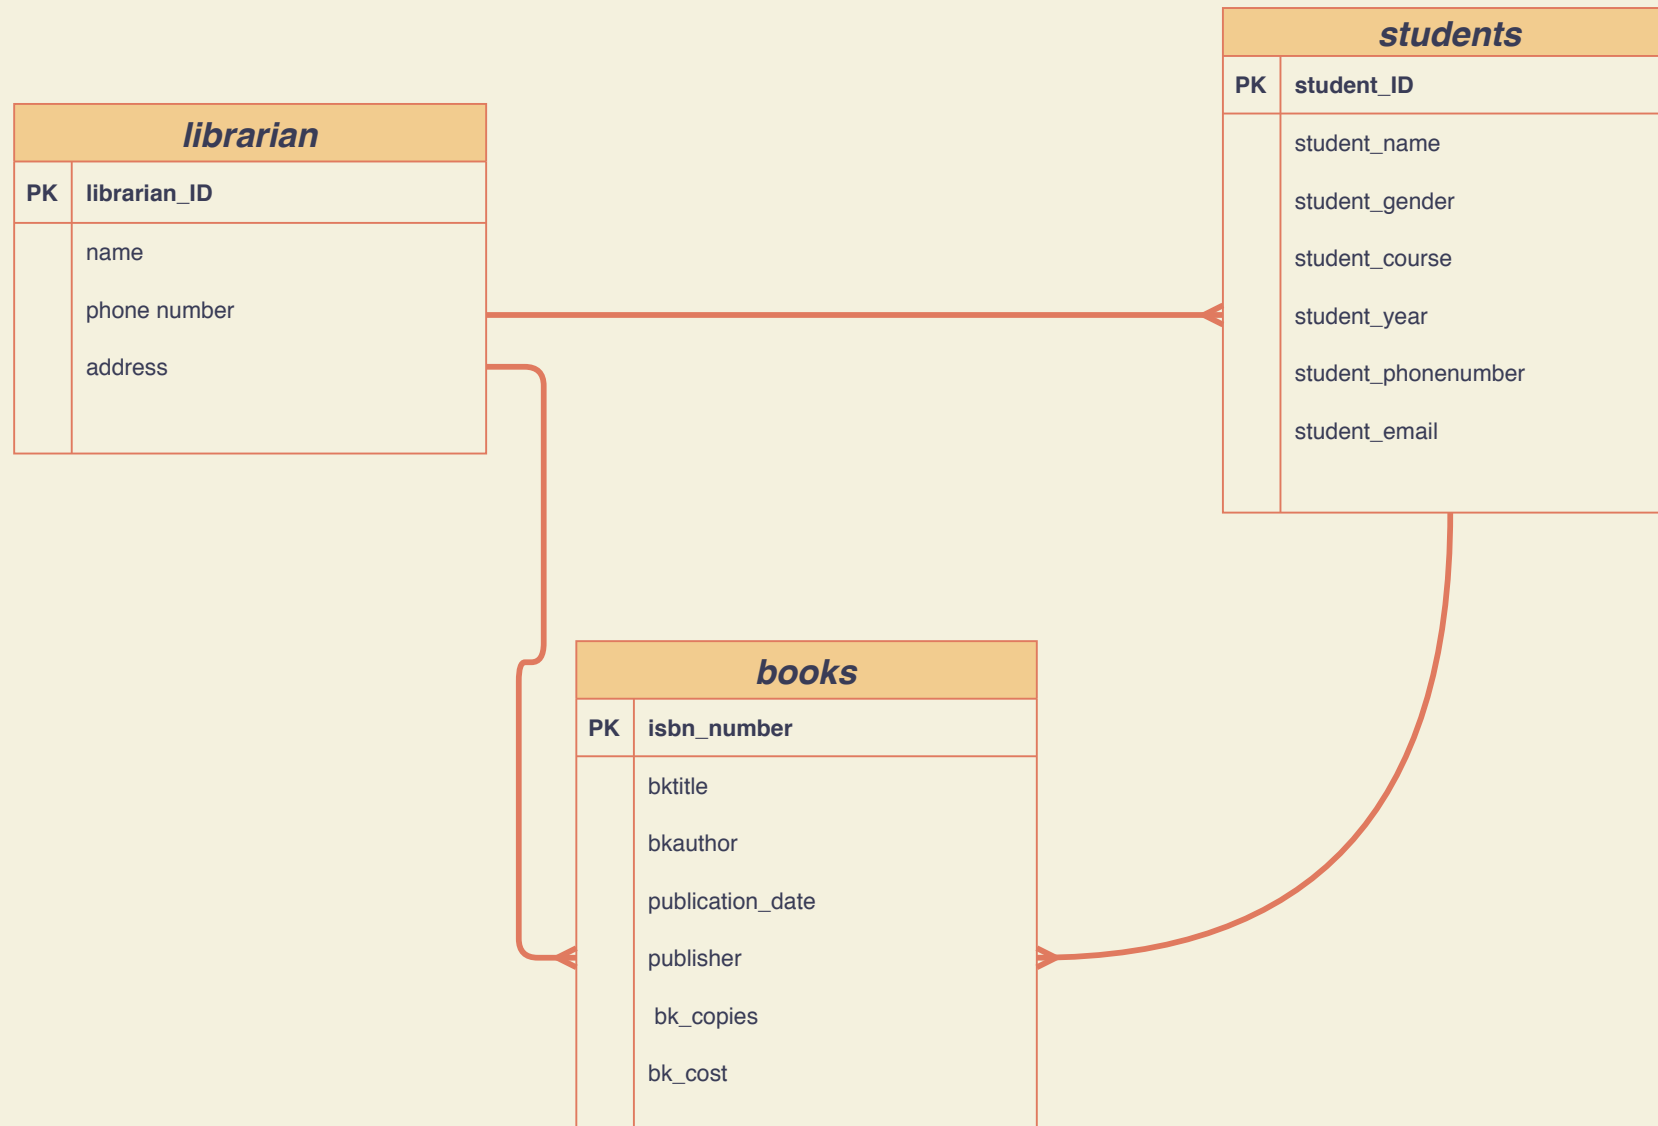 students
PK student_ID
student_name
student_gender
student_course
student_year
student_phonenumber
student_email
librarian
PK librarian_ID
name
phone number
address
books
PK isbn_number
bktitle
bkauthor
publication_date
publisher
bk_copies
bk_cost